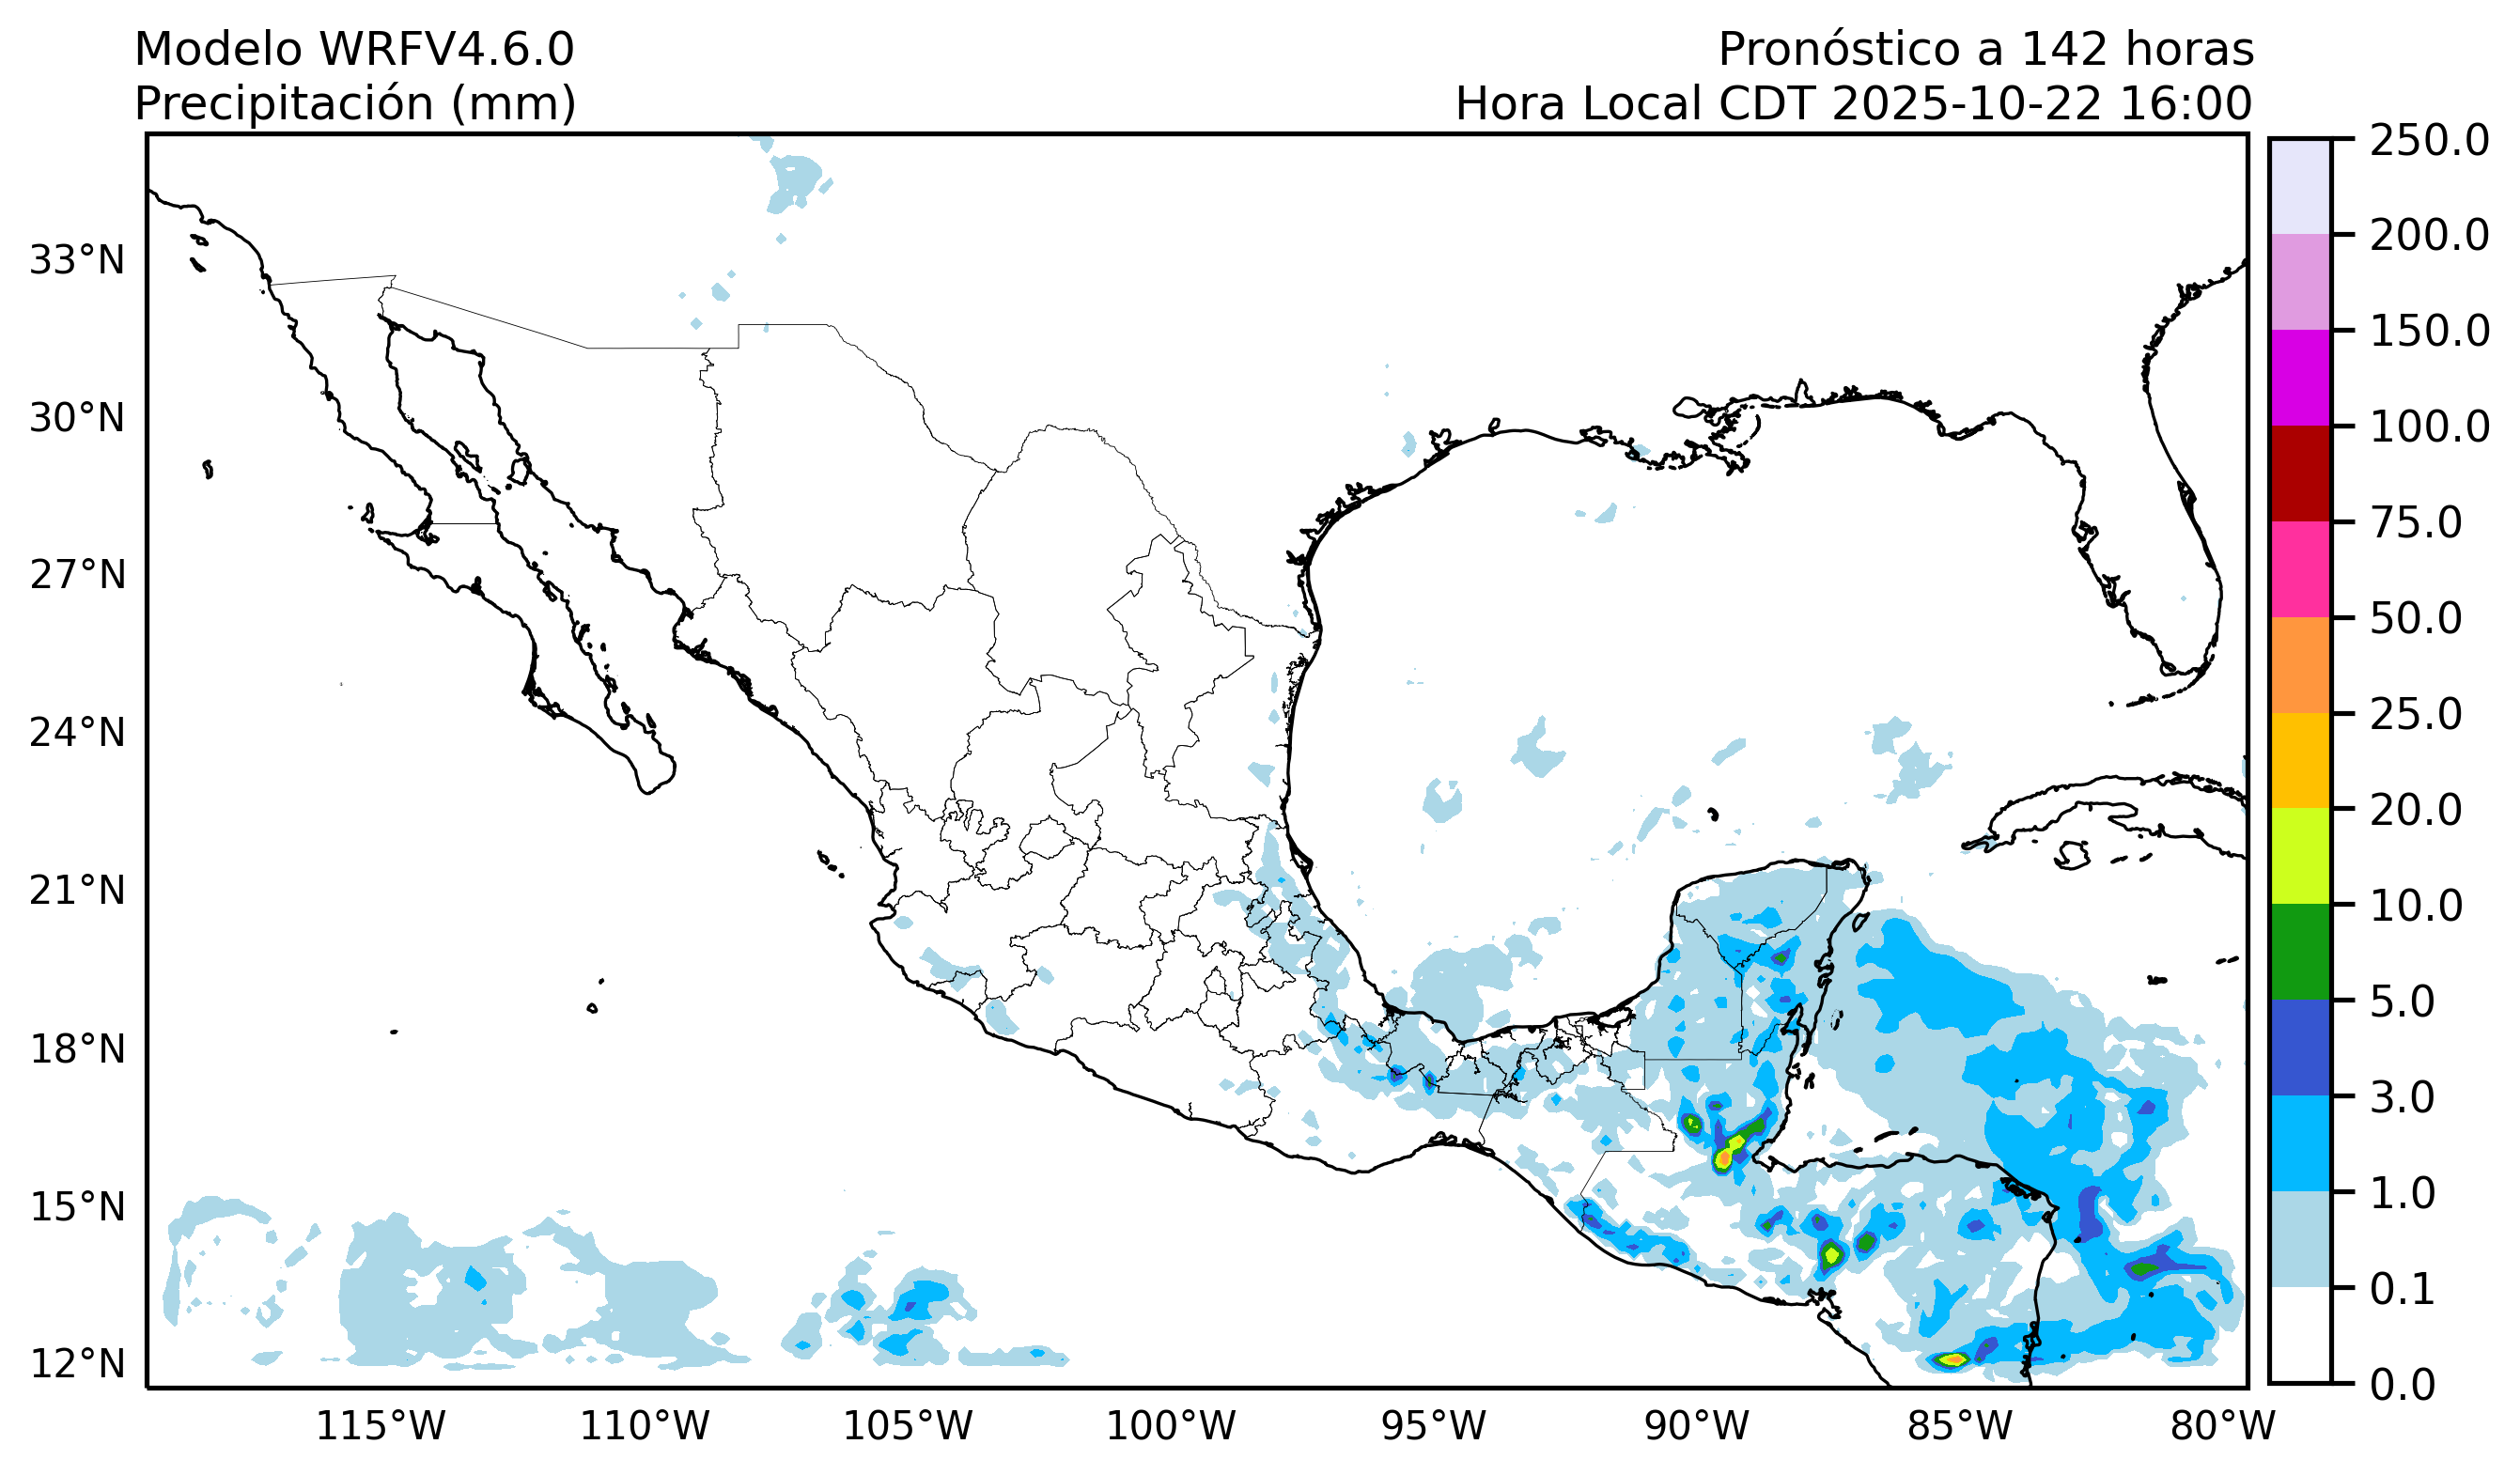 Modelo WRFV4.6.0
Precipitación (mm)
Pronóstico a 142 horas
Hora Local CDT 2025-10-22 16:00
33°N
30°N
27°N
24°N
21°N
18°N
15°N
12°N
115°W
110°W
105°W
100°W
95°W
90°W
85°W
80°W
250.0
200.0
150.0
100.0
75.0
50.0
25.0
20.0
10.0
5.0
3.0
1.0
0.1
0.0